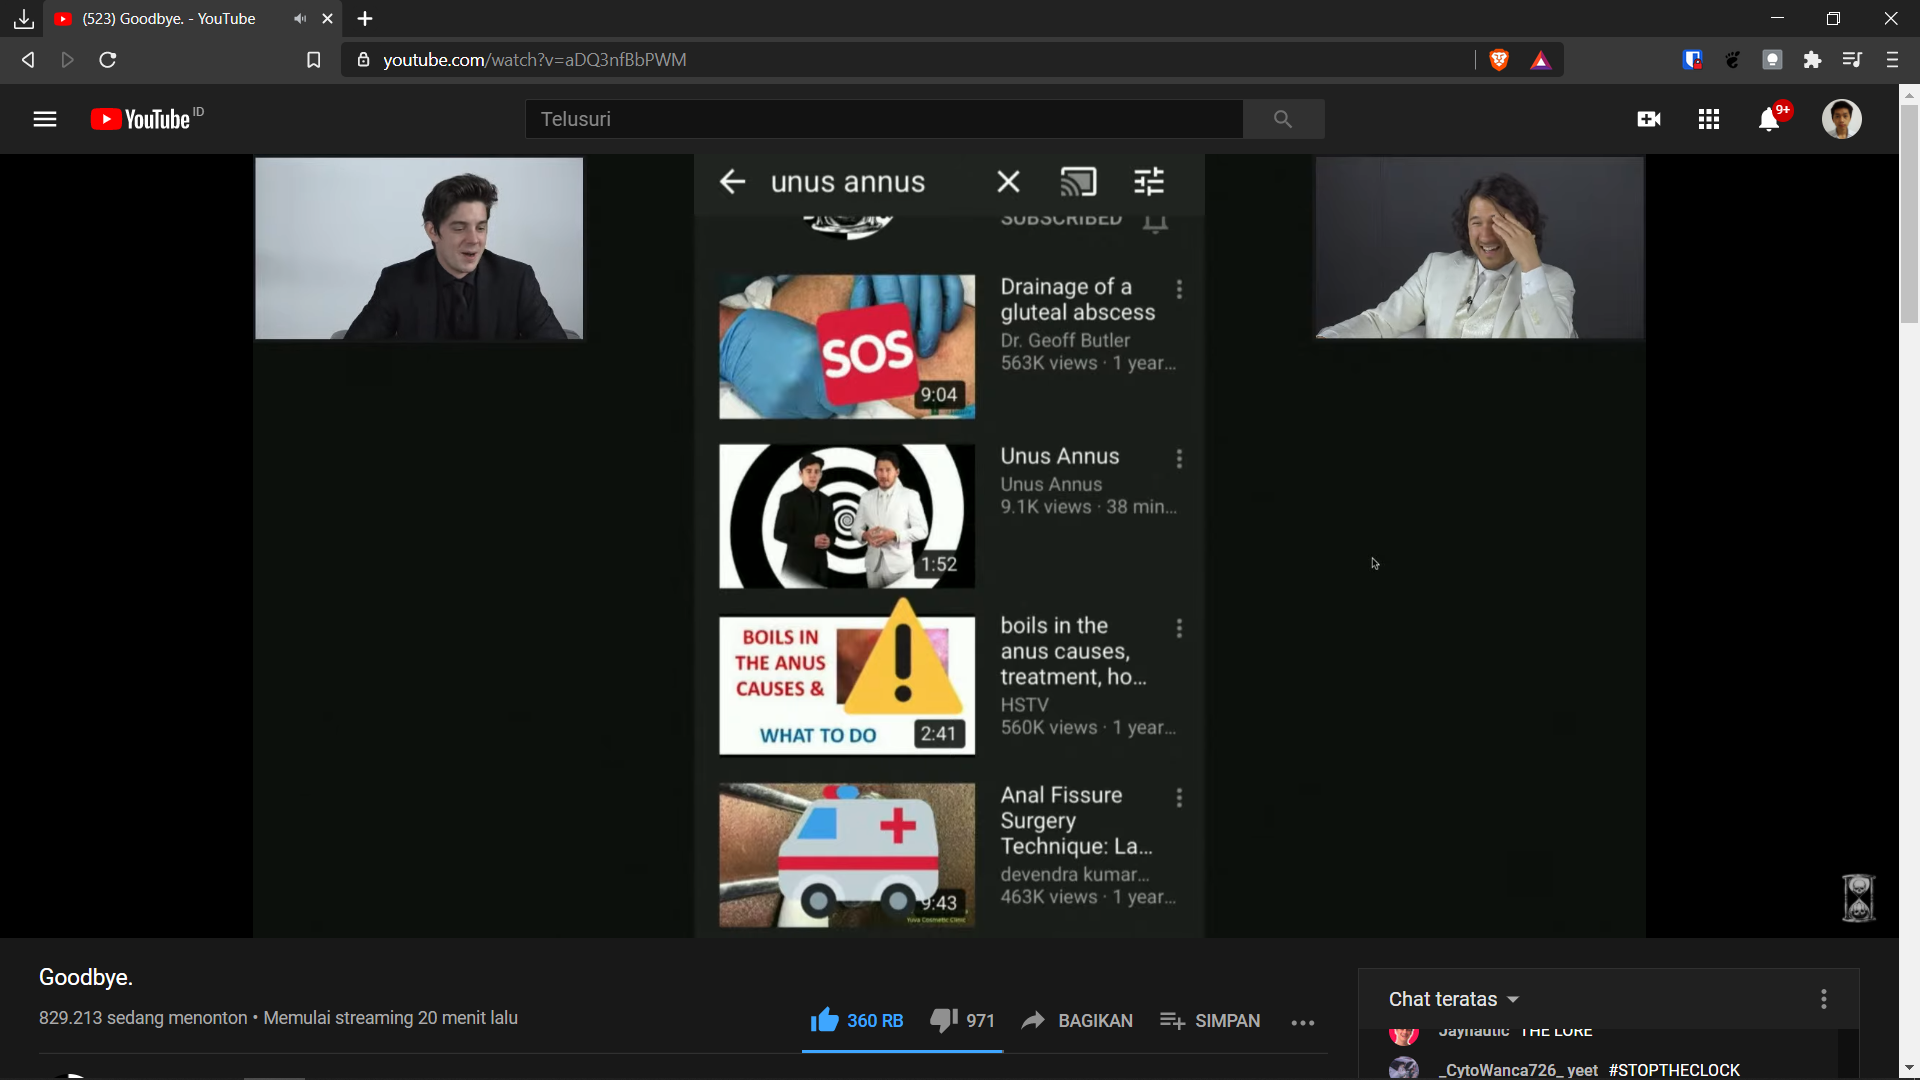 (523) Goodbye. - YouTube
youtube.com/watch?v=aDQ3nfBbPWM
YouTube ID
Telusuri
9+
unus annus
SUBSCRIBED
SOS
9:04
Drainage of a
gluteal abscess
Dr. Geoff Butler
563K views · 1 year...
1:52
Unus Annus
Unus Annus
9.1K views · 38 min...
BOILS IN
THE ANUS
CAUSES &
WHAT TO DO
2:41
boils in the
anus causes,
treatment, ho...
HSTV
560K views · 1 year...
9:43
Yuva Cosmetic Clinic
Anal Fissure
Surgery
Technique: La...
devendra kumar...
463K views · 1 year...
Goodbye.
829.213 sedang menonton • Memulai streaming 20 menit lalu
360 RB
971
BAGIKAN
SIMPAN
Chat teratas
Jaynautic THE LORE
_CytoWanca726_ yeet #STOPTHECLOCK